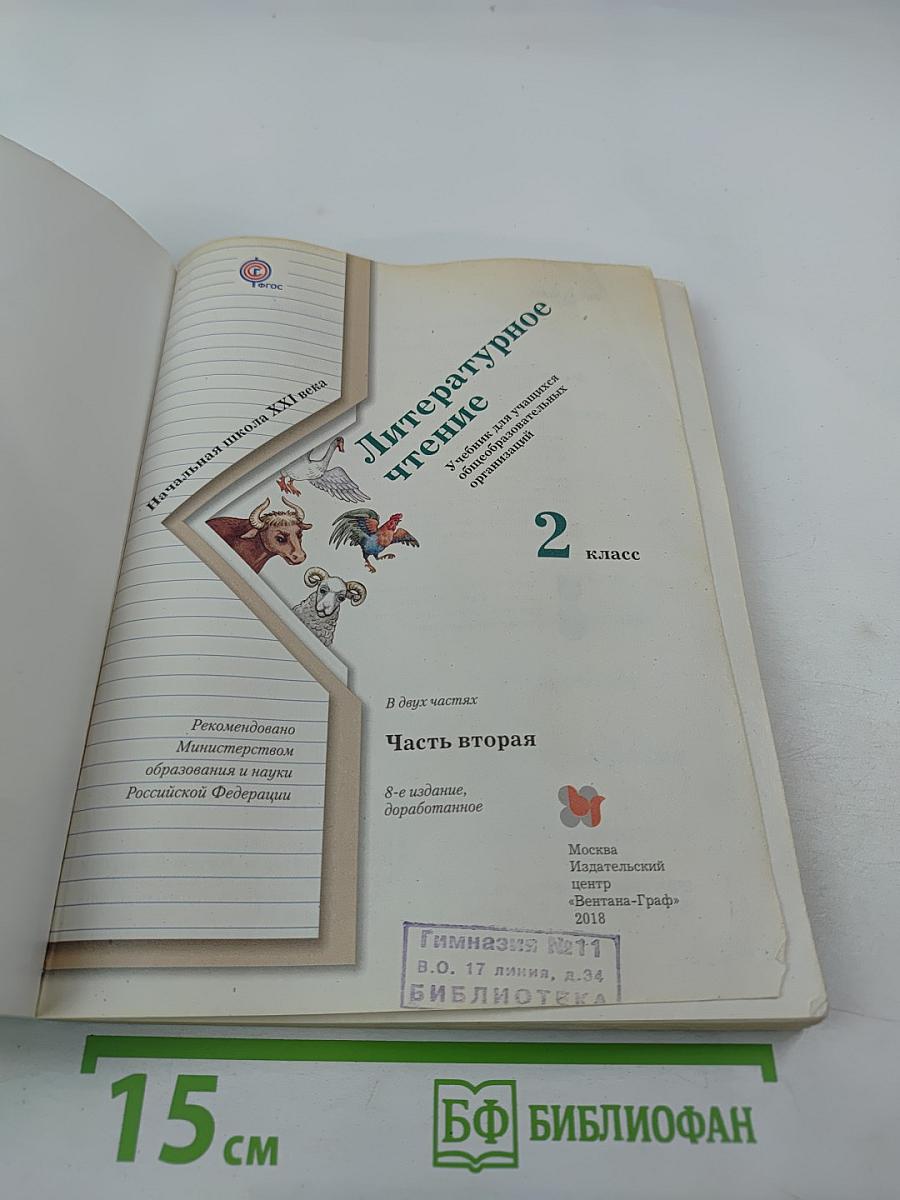 ФГОС
Начальная школа XXI века
Литературное
чтение
Учебник для учащихся
общеобразовательных
организаций
2 класс
Рекомендовано
Министерством
образования и науки
Российской Федерации
В двух частях
Часть вторая
8-е издание,
доработанное
Москва
Издательский
центр
«Вентана-Граф»
2018
Гимназия №11
В.О. 17 линия, д.34
БИБЛИОТЕКА
15 см
БФ БИБЛИОФАН